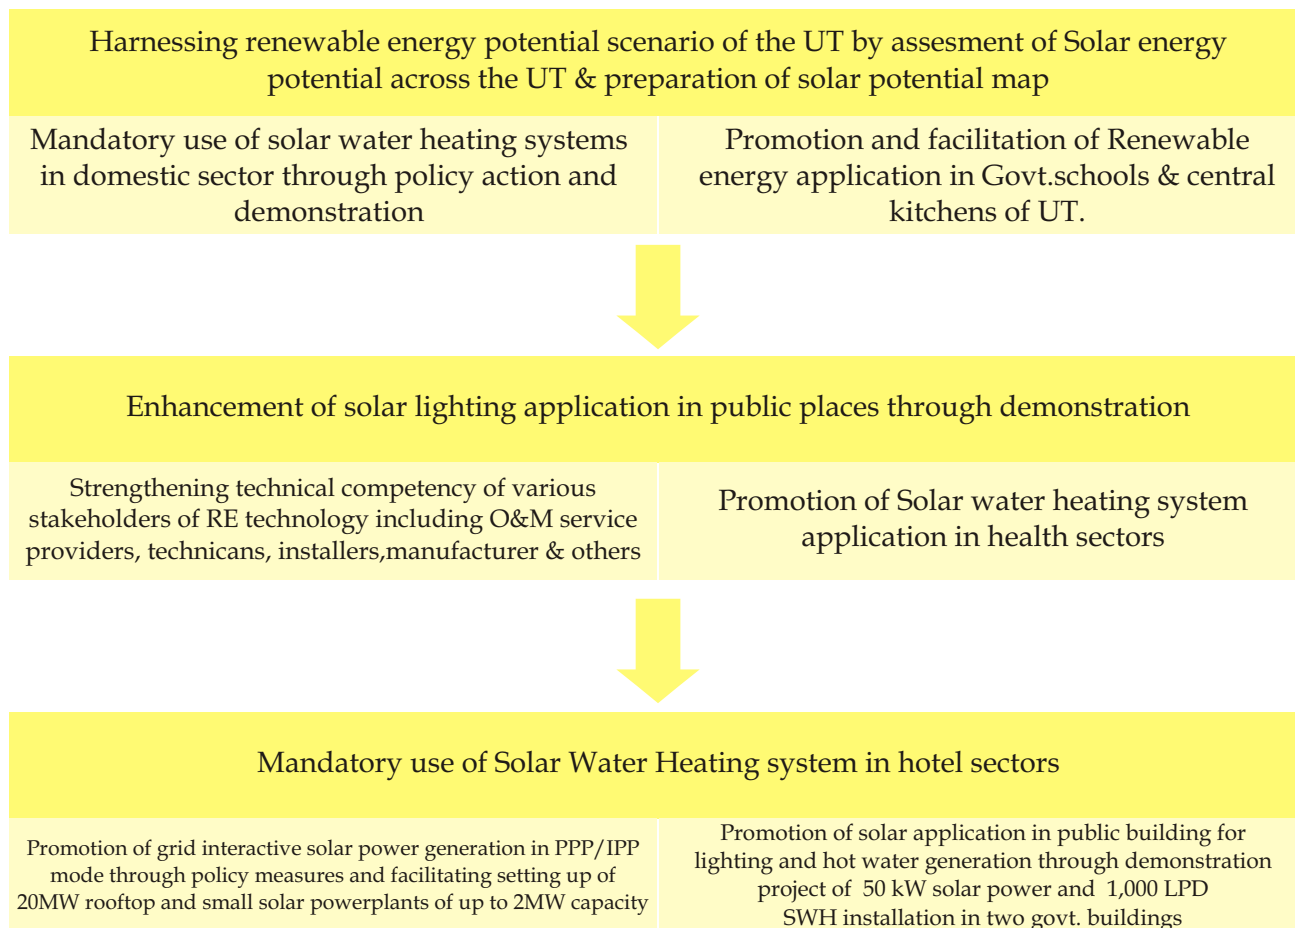 Harnessing renewable energy potential scenario of the UT by assesment of Solar energy
potential across the UT & preparation of solar potential map
Mandatory use of solar water heating systems
in domestic sector through policy action and
demonstration
Promotion and facilitation of Renewable
energy application in Govt.schools & central
kitchens of UT.
Enhancement of solar lighting application in public places through demonstration
Strengthening technical competency of various
stakeholders of RE technology including O&M service
providers, technicans, installers,manufacturer & others
Promotion of Solar water heating system
application in health sectors
Mandatory use of Solar Water Heating system in hotel sectors
Promotion of grid interactive solar power generation in PPP/IPP
mode through policy measures and facilitating setting up of
20MW rooftop and small solar powerplants of up to 2MW capacity
Promotion of solar application in public building for
lighting and hot water generation through demonstration
project of 50 kW solar power and 1,000 LPD
SWH installation in two govt. buildings